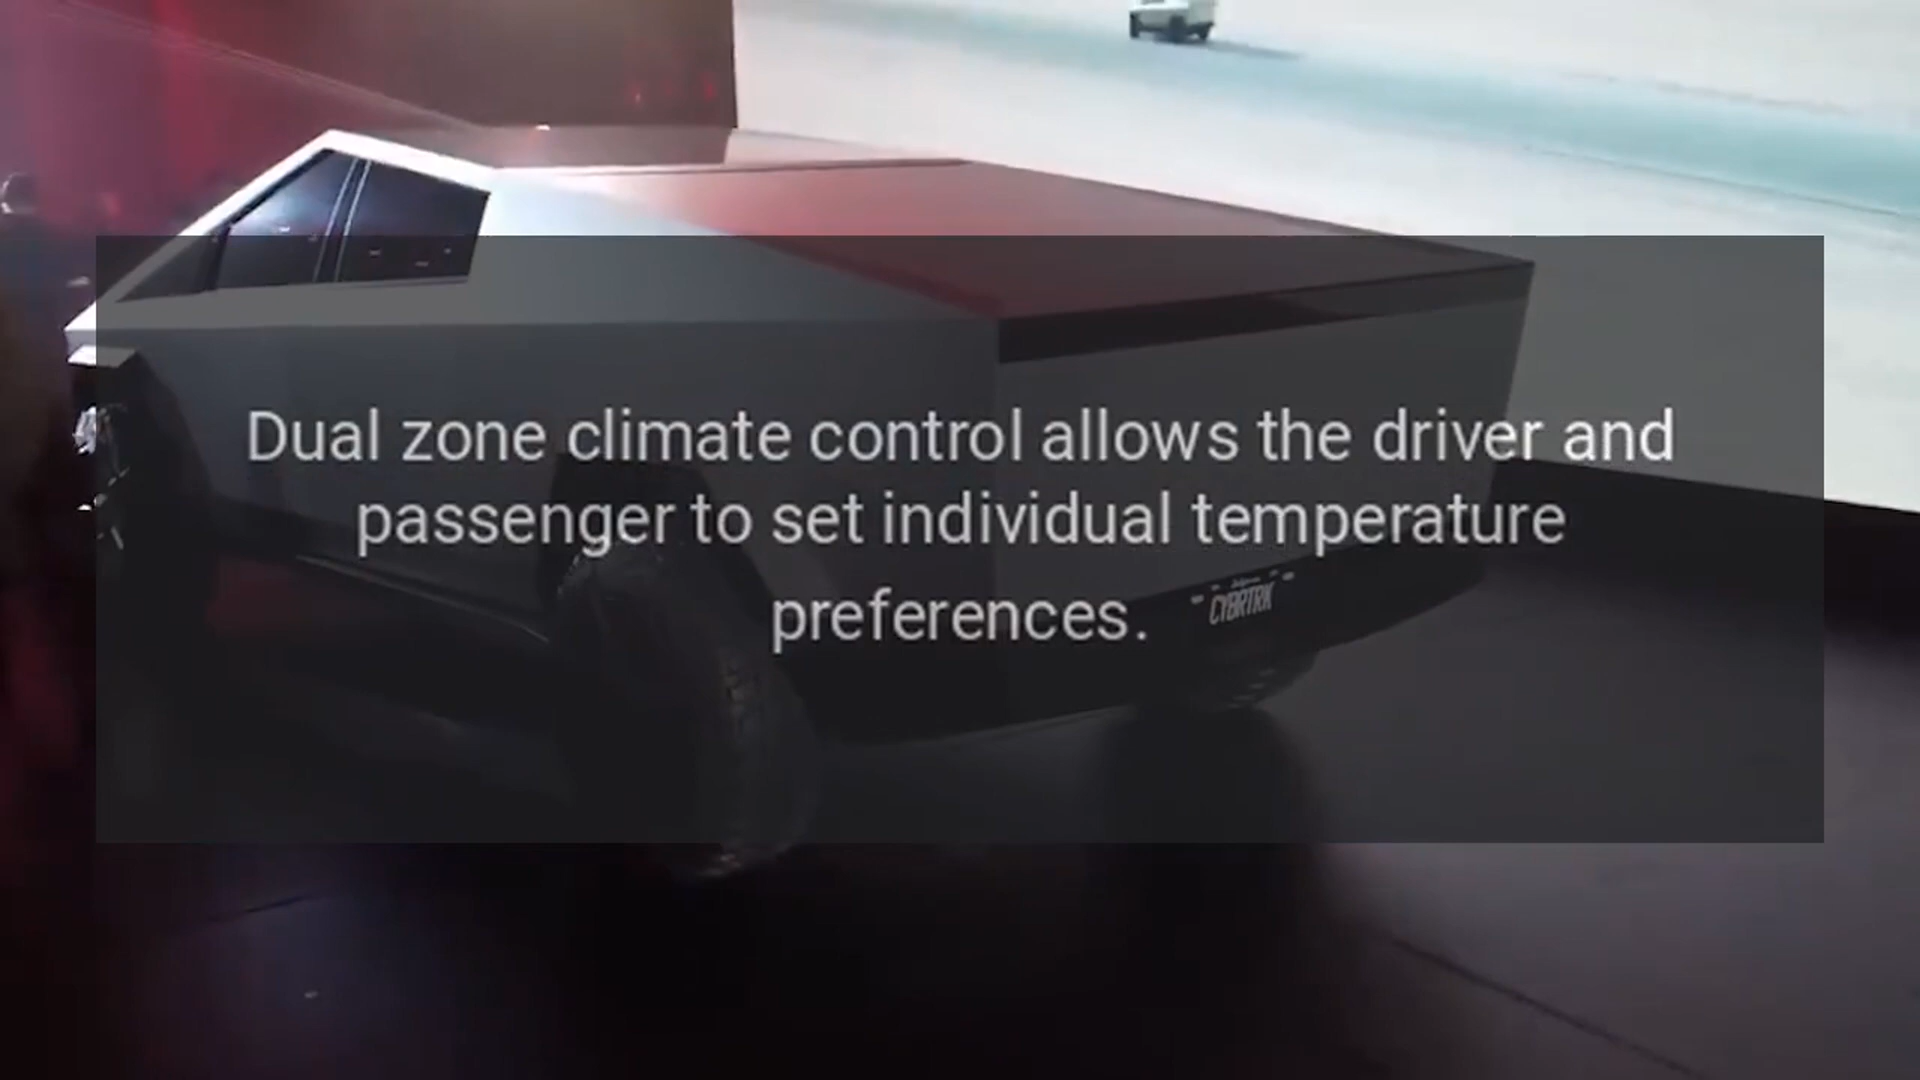 Dual zone climate control allows the driver and
passenger to set individual temperature
preferences.
CYBRTRK